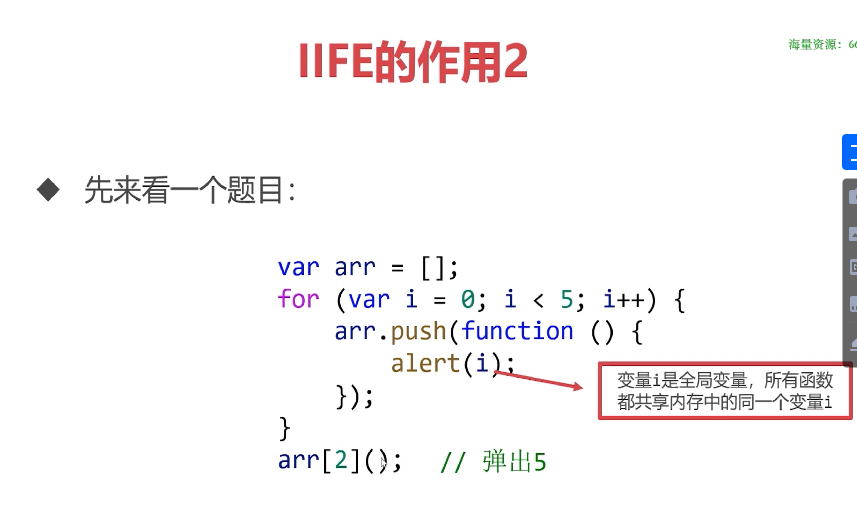 IIFE的作用2
海量资源：66
先来看一个题目：
var arr = [];
for (var i = 0; i < 5; i++) {
    arr.push(function () {
        alert(i);
    });
}
arr[2](); // 弹出5
变量i是全局变量，所有函数
都共享内存中的同一个变量i